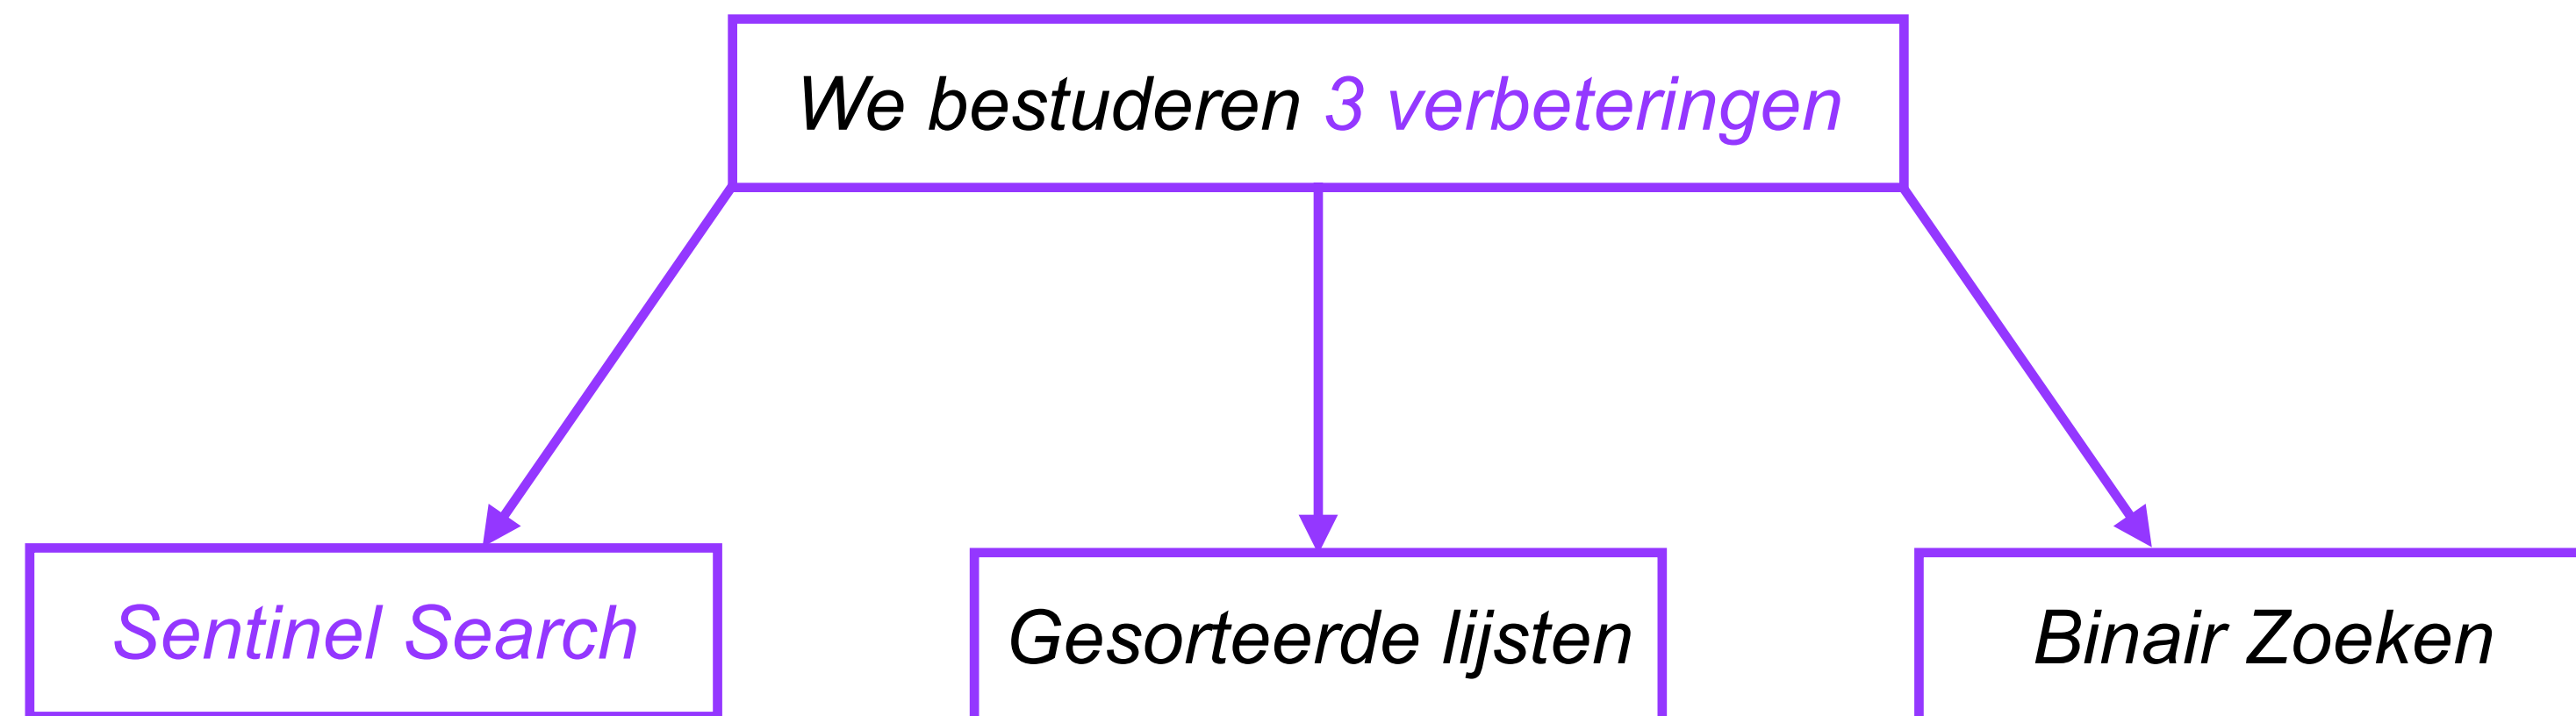 We bestuderen 3 verbeteringen
Sentinel Search
Gesorteerde lijsten
Binair Zoeken